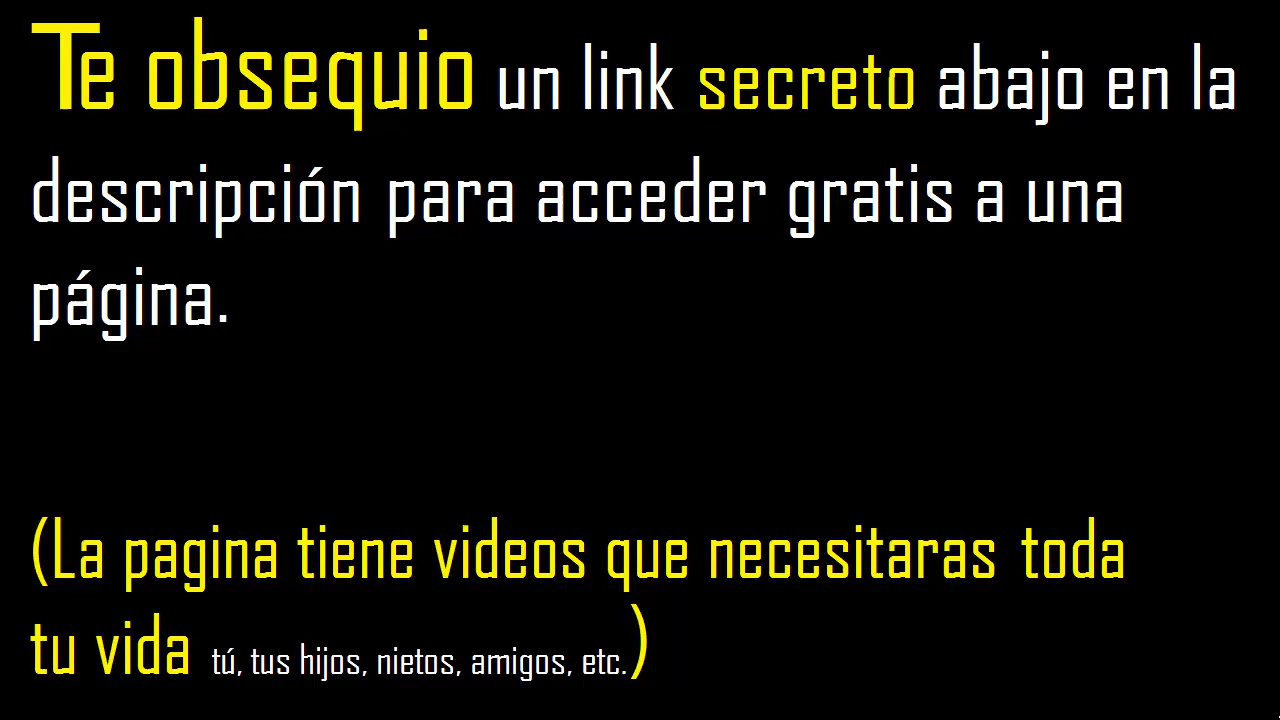 Te obsequio un link secreto abajo en la
descripción para acceder gratis a una
página.
(La pagina tiene videos que necesitaras toda
tu vida tú, tus hijos, nietos, amigos, etc.)